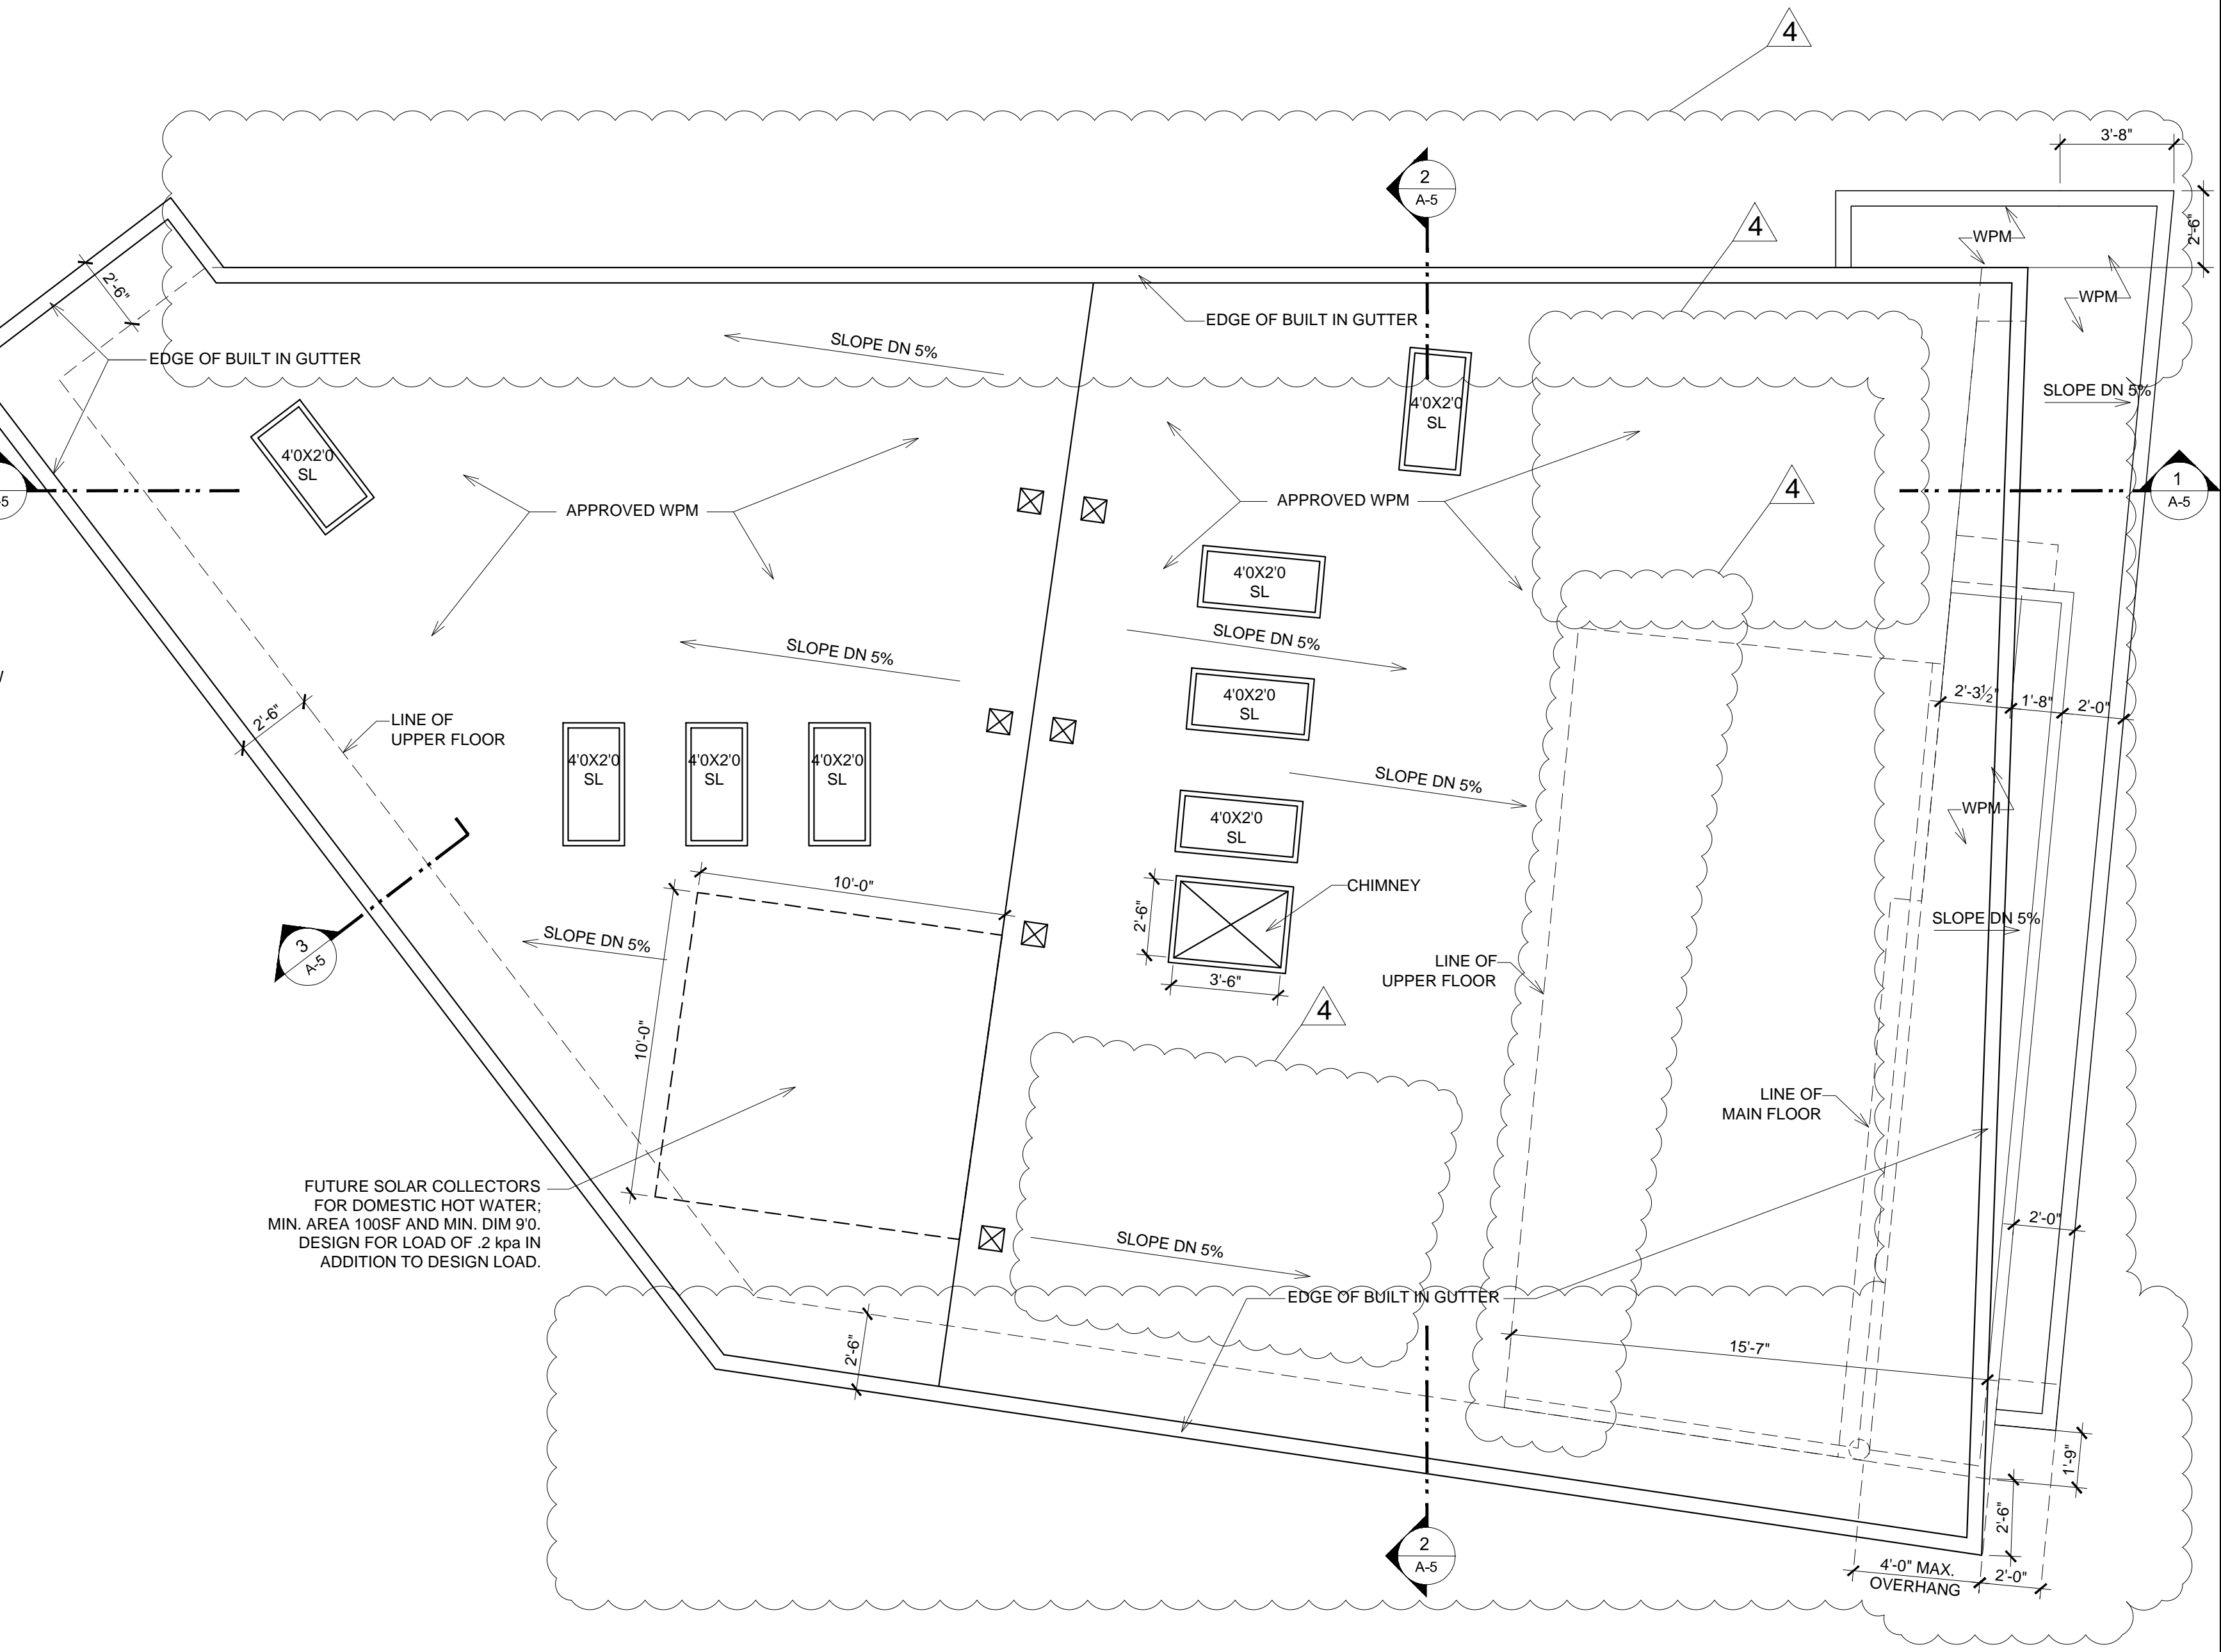 4
3'-8"
2
A-5
4
2'-6"
WPM
2'-6"
WPM
EDGE OF BUILT IN GUTTER
SLOPE DN 5%
EDGE OF BUILT IN GUTTER
SLOPE DN 5%
4'0X2'0
SL
4'0X2'0
SL
4
1
A-5
-5
APPROVED WPM
APPROVED WPM
4'0X2'0
SL
SLOPE DN 5%
SLOPE DN 5%
4'0X2'0
SL
2'-3½"
1'-8"
2'-0"
2'-6"
LINE OF
UPPER FLOOR
4'0X2'0
SL
4'0X2'0
SL
4'0X2'0
SL
SLOPE DN 5%
4'0X2'0
SL
WPM
10'-0"
CHIMNEY
2'-6"
3'-6"
SLOPE DN 5%
SLOPE DN 5%
3
A-5
LINE OF
UPPER FLOOR
4
10'-0"
LINE OF
MAIN FLOOR
FUTURE SOLAR COLLECTORS
FOR DOMESTIC HOT WATER;
MIN. AREA 100SF AND MIN. DIM 9'0.
DESIGN FOR LOAD OF .2 kpa IN
ADDITION TO DESIGN LOAD.
2'-0"
SLOPE DN 5%
EDGE OF BUILT IN GUTTER
2'-6"
15'-7"
1'-9"
2'-6"
2
A-5
4'-0" MAX.
OVERHANG
2'-0"